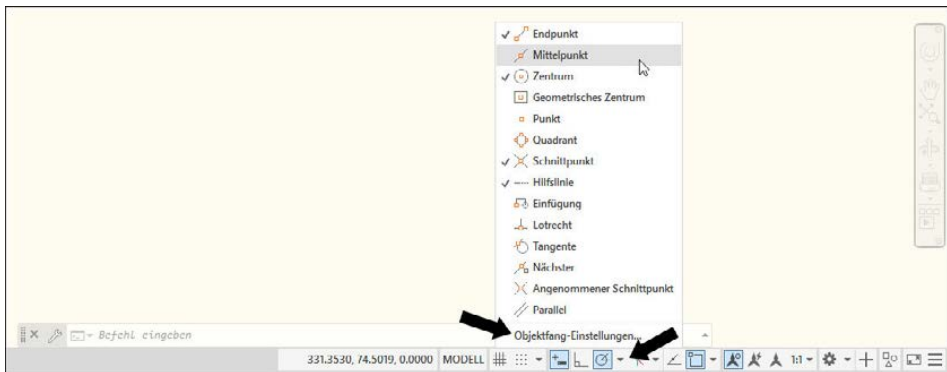 Endpunkt
Mittelpunkt
Zentrum
Geometrisches Zentrum
Punkt
Quadrant
Schnittpunkt
Hilfslinie
Einfügung
Lotrecht
Tangente
Nächster
Angenommener Schnittpunkt
Parallel
Objektfang-Einstellungen...
Befehl eingeben
331.3530, 74.5019, 0.0000 MODELL 1:1